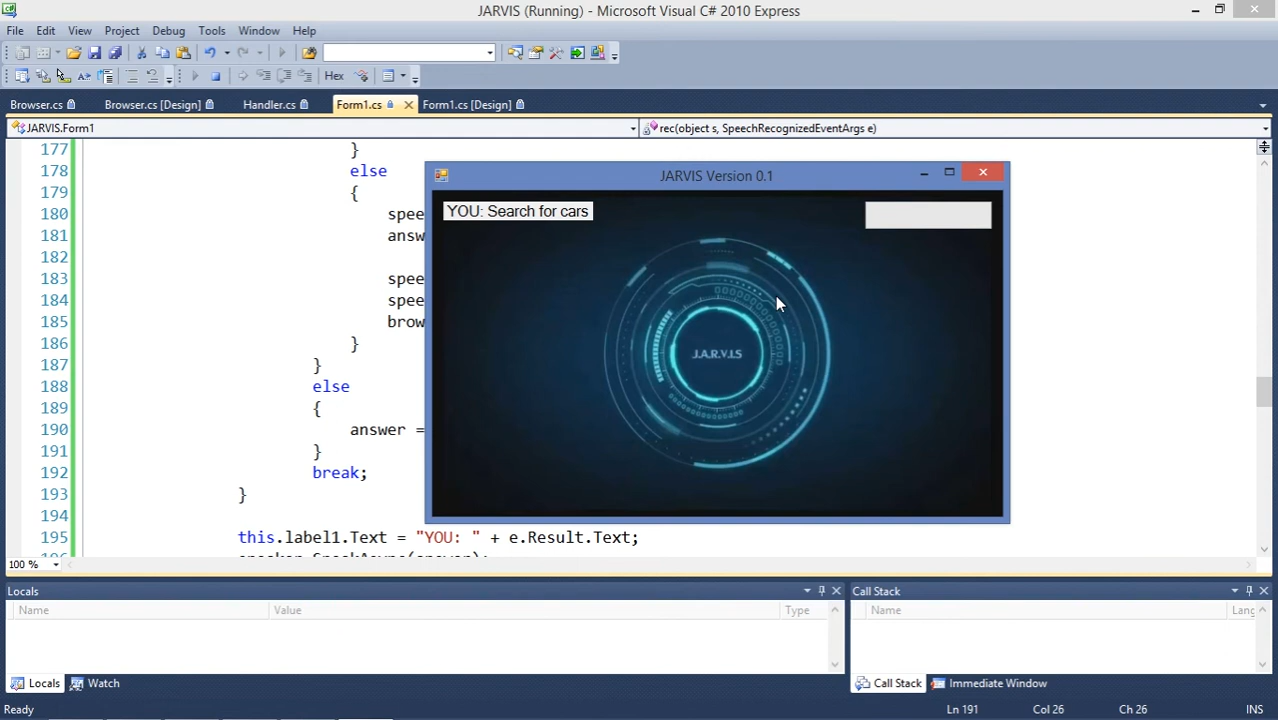 JARVIS (Running) - Microsoft Visual C# 2010 Express
File Edit View Project Debug Tools Window Help
Hex
Browser.cs Browser.cs [Design] Handler.cs Form1.cs Form1.cs [Design]
JARVIS.Form1 rec(object s, SpeechRecognizedEventArgs e)
177 }
178 else
179 {
180 spee
181 answ
182
183 spee
184 spee
185 brow
186 }
187 }
188 else
189 {
190 answer =
191 }
192 break;
193 }
194
195 this.label1.Text = "YOU: " + e.Result.Text;
196 speaker.SpeakAsync(answer);
JARVIS Version 0.1
YOU: Search for cars
J.A.R.V.I.S
100 %
Locals
Name Value Type
Call Stack
Name Lang
Locals Watch
Call Stack Immediate Window
Ready Ln 191 Col 26 Ch 26 INS